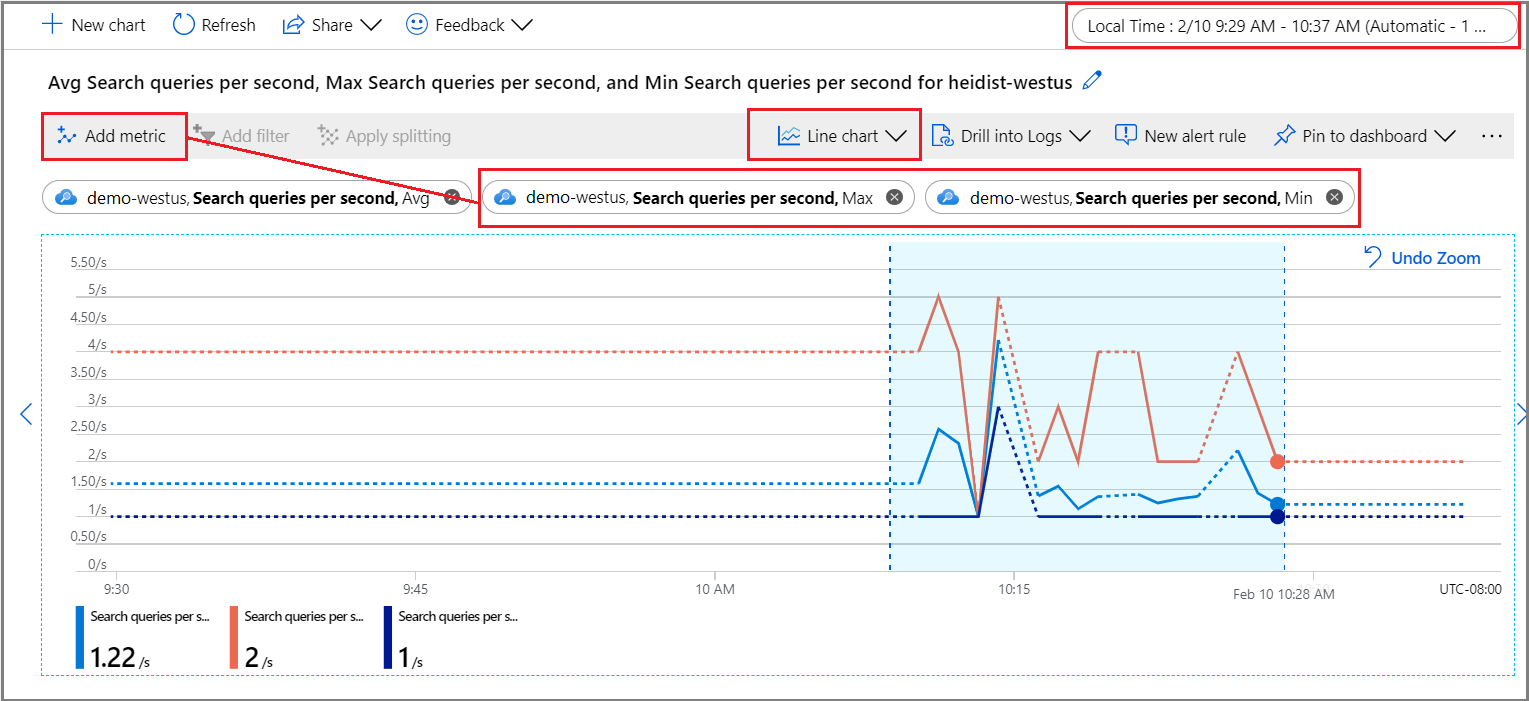 New chart Refresh Share Feedback Local Time : 2/10 9:29 AM - 10:37 AM (Automatic - 1 ...
Avg Search queries per second, Max Search queries per second, and Min Search queries per second for heidist-westus
Add metric Add filter Apply splitting Line chart Drill into Logs New alert rule Pin to dashboard ...
demo-westus, Search queries per second, Avg demo-westus, Search queries per second, Max demo-westus, Search queries per second, Min
Undo Zoom
5.50/s
5/s
4.50/s
4/s
3.50/s
3/s
2.50/s
2/s
1.50/s
1/s
0.50/s
0/s
9:30 9:45 10 AM 10:15 Feb 10 10:28 AM UTC-08:00
Search queries per s... Search queries per s... Search queries per s...
1.22 /s 2 /s 1 /s